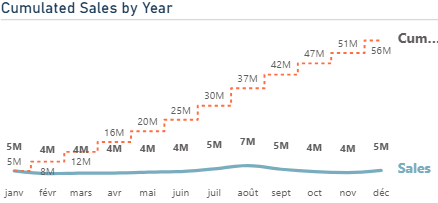 Cumulated Sales by Year
Cum...
51M
47M
56M
42M
37M
30M
25M
20M
16M
5M 4M 4M 4M 4M 4M 5M 7M 5M 4M 4M 5M
5M 8M 12M
Sales
janv févr mars avr mai juin juil août sept oct nov déc